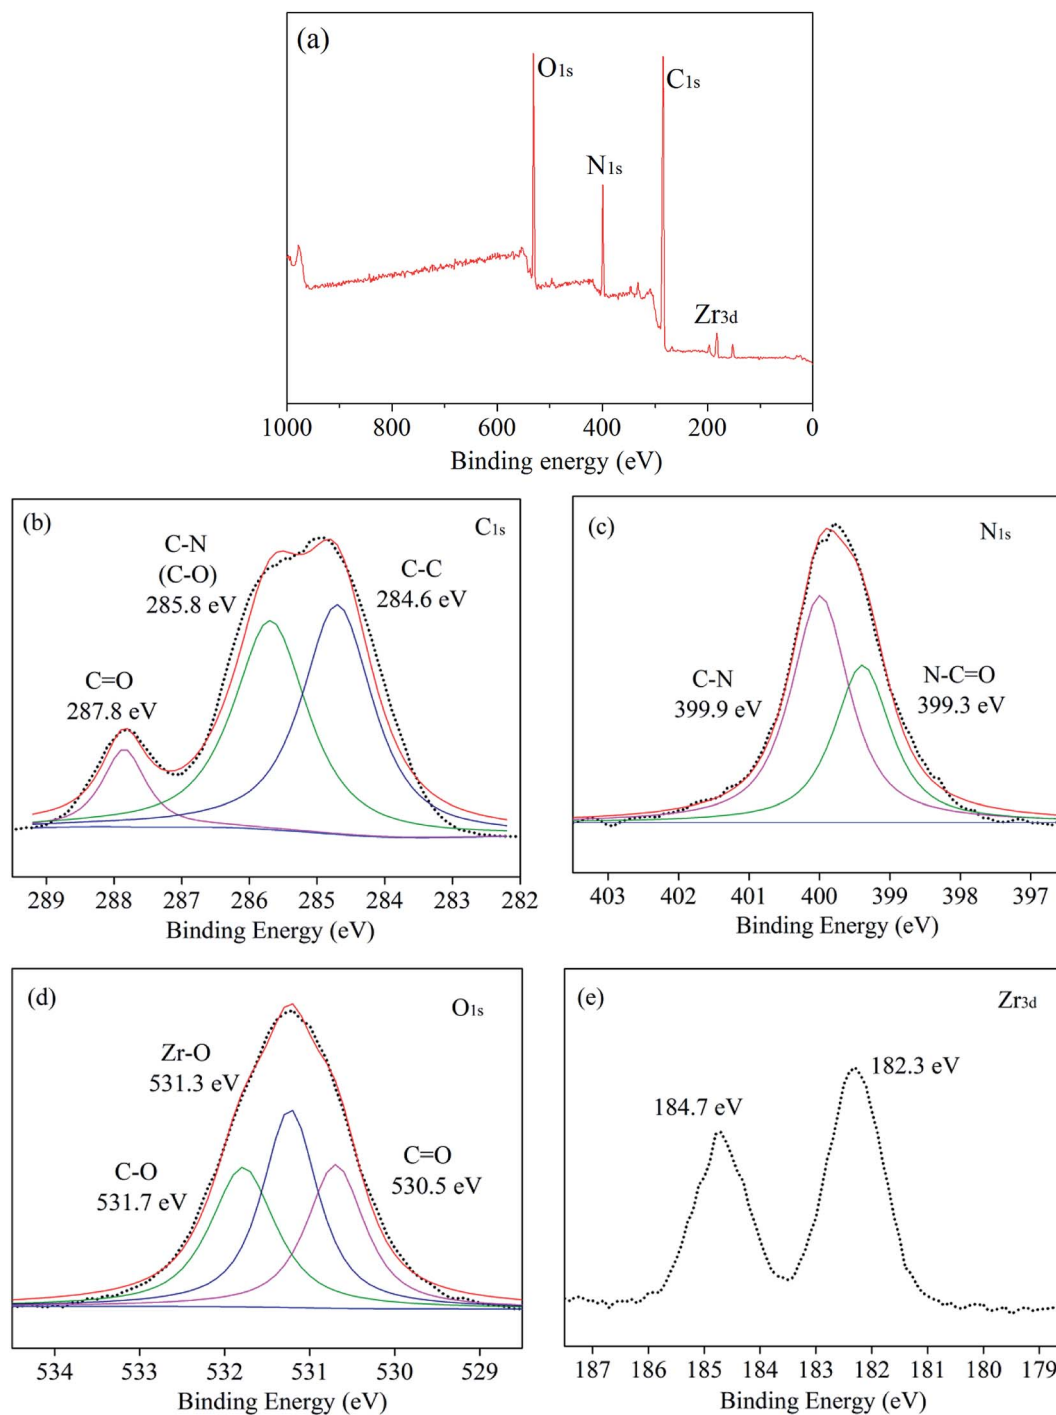 (a)
O1s
C1s
N1s
Zr3d
1000 800 600 400 200 0
Binding energy (eV)
(b)
C1s
C-N
(C-O)
285.8 eV
C-C
284.6 eV
C=O
287.8 eV
289 288 287 286 285 284 283 282
Binding Energy (eV)
(c)
N1s
C-N
399.9 eV
N-C=O
399.3 eV
403 402 401 400 399 398 397
Binding Energy (eV)
(d)
O1s
Zr-O
531.3 eV
C-O
531.7 eV
C=O
530.5 eV
534 533 532 531 530 529
Binding Energy (eV)
(e)
Zr3d
182.3 eV
184.7 eV
187 186 185 184 183 182 181 180 179
Binding Energy (eV)